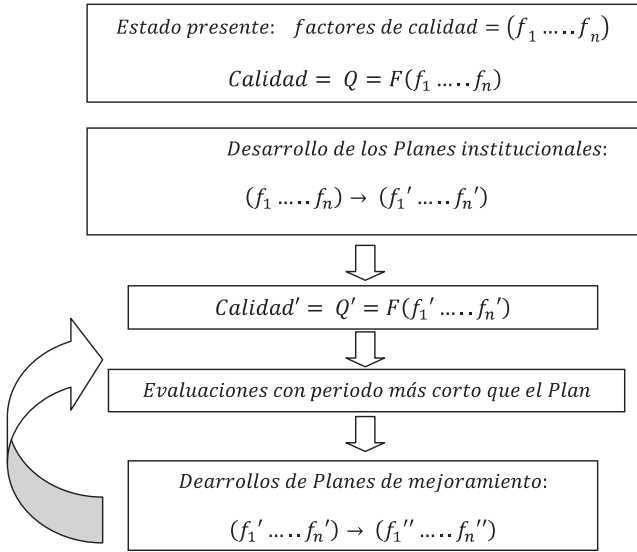 Estado presente: factores de calidad = (f₁ ..... fₙ)
Calidad = Q = F(f₁ ..... fₙ)
Desarrollo de los Planes institucionales:
(f₁ ..... fₙ) → (f₁′ ..... fₙ′)
Calidad′ = Q′ = F(f₁′ ..... fₙ′)
Evaluaciones con periodo más corto que el Plan
Dearrollos de Planes de mejoramiento:
(f₁′ ..... fₙ′) → (f₁′′ ..... fₙ′′)